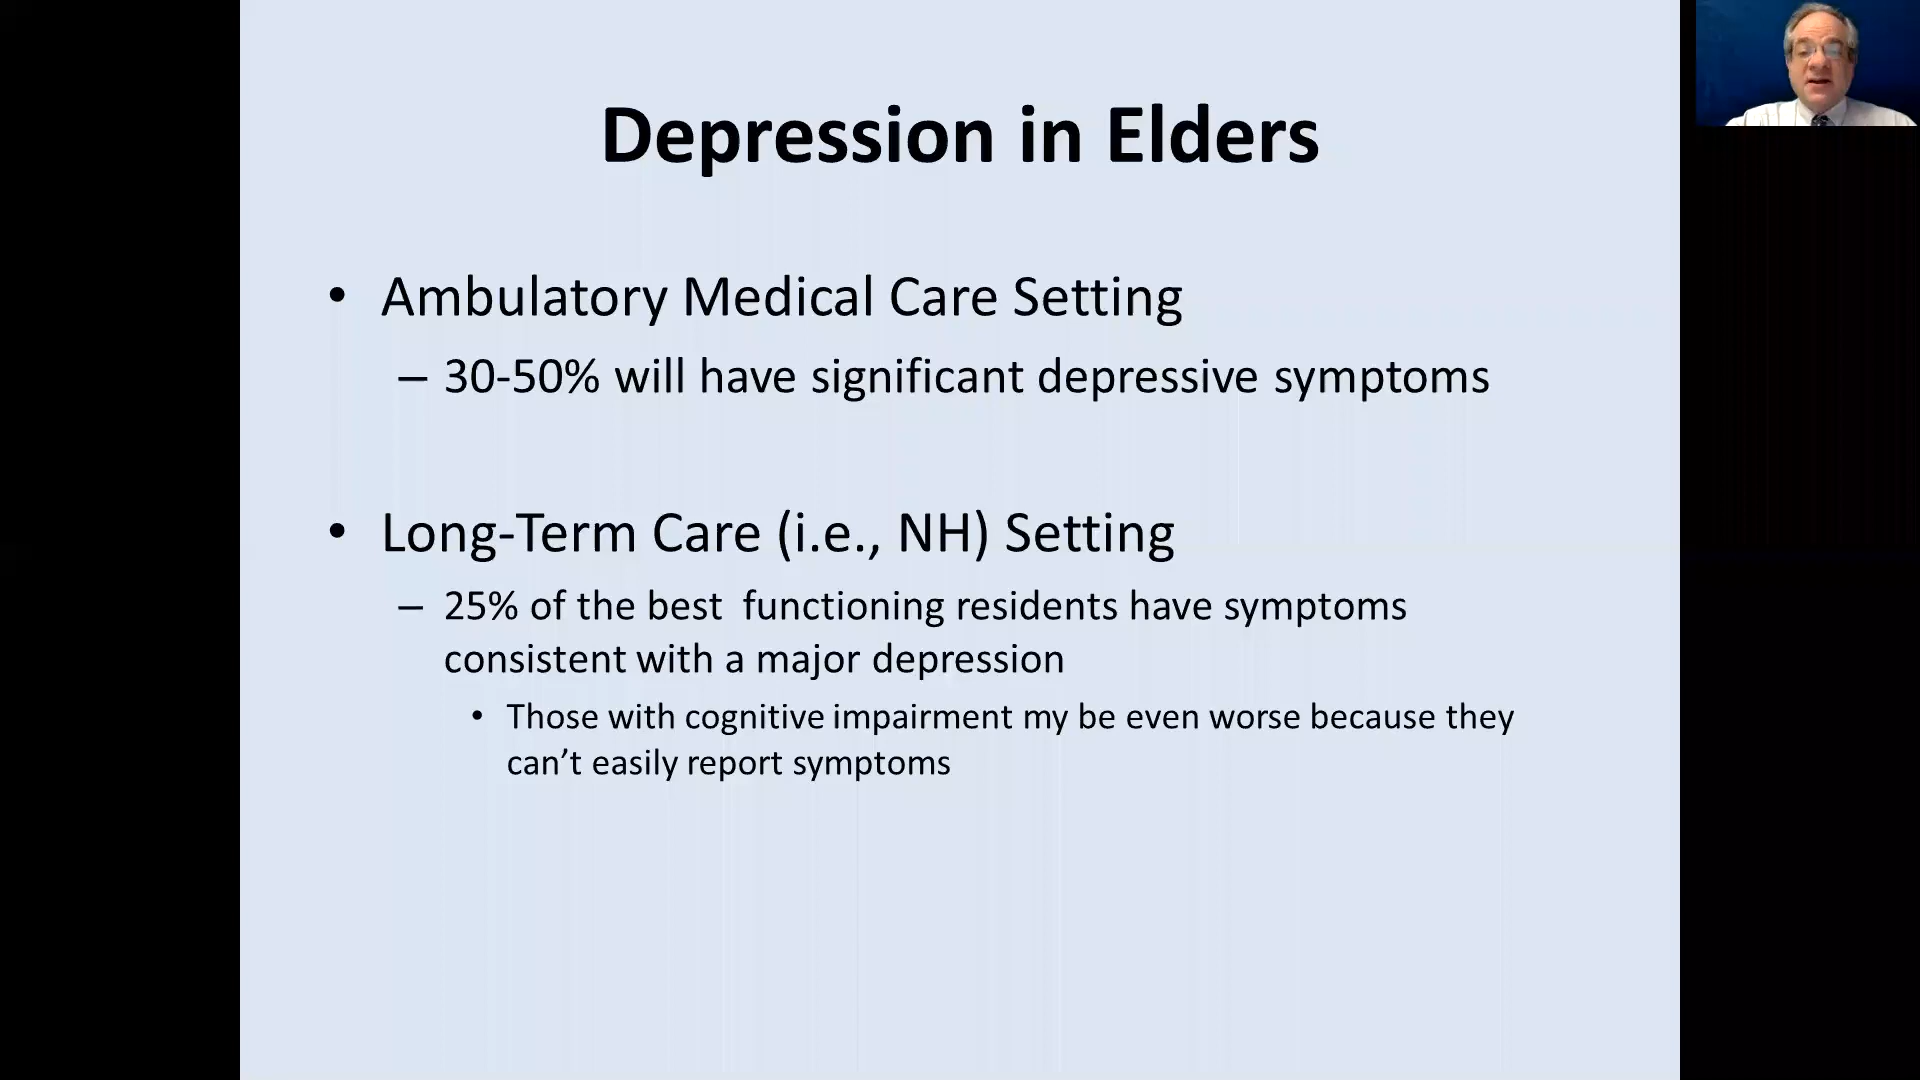 Depression in Elders
• Ambulatory Medical Care Setting
– 30-50% will have significant depressive symptoms
• Long-Term Care (i.e., NH) Setting
– 25% of the best  functioning residents have symptoms
consistent with a major depression
• Those with cognitive impairment my be even worse because they
can’t easily report symptoms